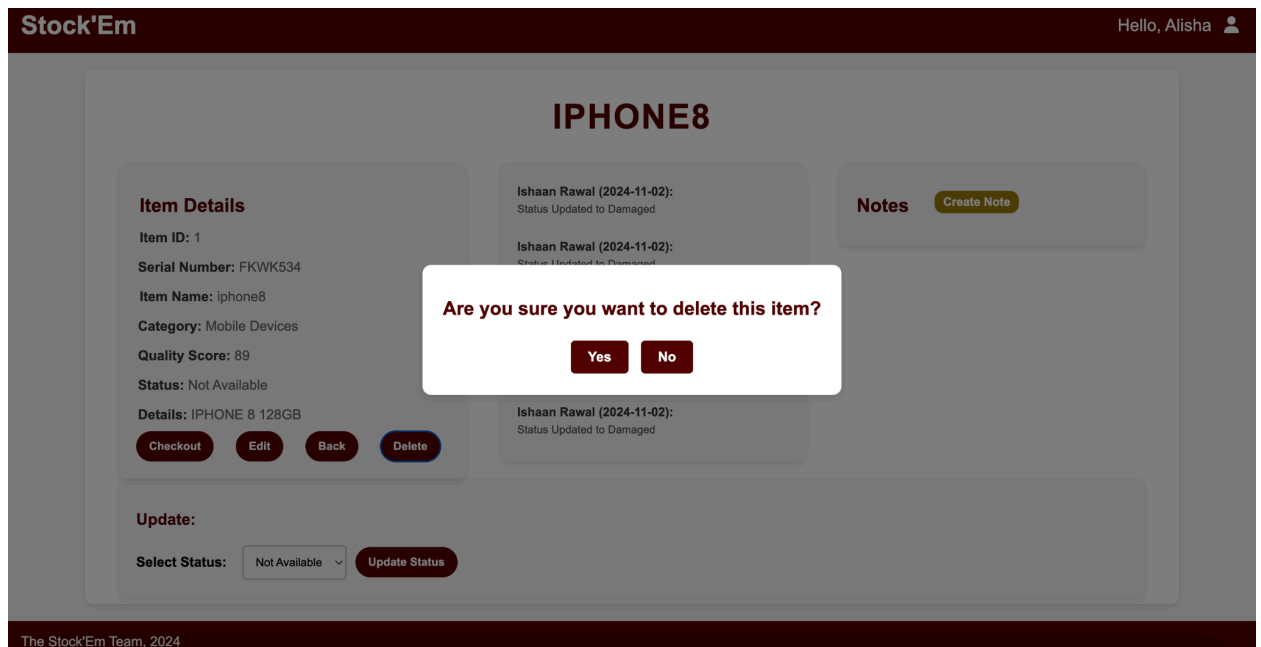 Stock'Em
Hello, Alisha
IPHONE8
Item Details
Item ID: 1
Serial Number: FKWK534
Item Name: iphone8
Category: Mobile Devices
Quality Score: 89
Status: Not Available
Details: IPHONE 8 128GB
Checkout
Edit
Back
Delete
Ishaan Rawal (2024-11-02):
Status Updated to Damaged
Ishaan Rawal (2024-11-02):
Status Updated to Damaged
Ishaan Rawal (2024-11-02):
Status Updated to Damaged
Notes
Create Note
Are you sure you want to delete this item?
Yes
No
Update:
Select Status:
Not Available
Update Status
The Stock'Em Team, 2024